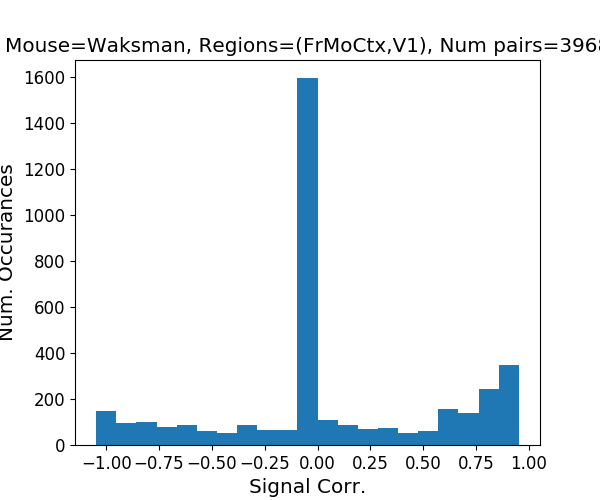 Mouse=Waksman, Regions=(FrMoCtx,V1), Num pairs=3968
1600
1400
1200
1000
800
600
400
200
0
Num. Occurances
−1.00 −0.75 −0.50 −0.25 0.00 0.25 0.50 0.75 1.00
Signal Corr.